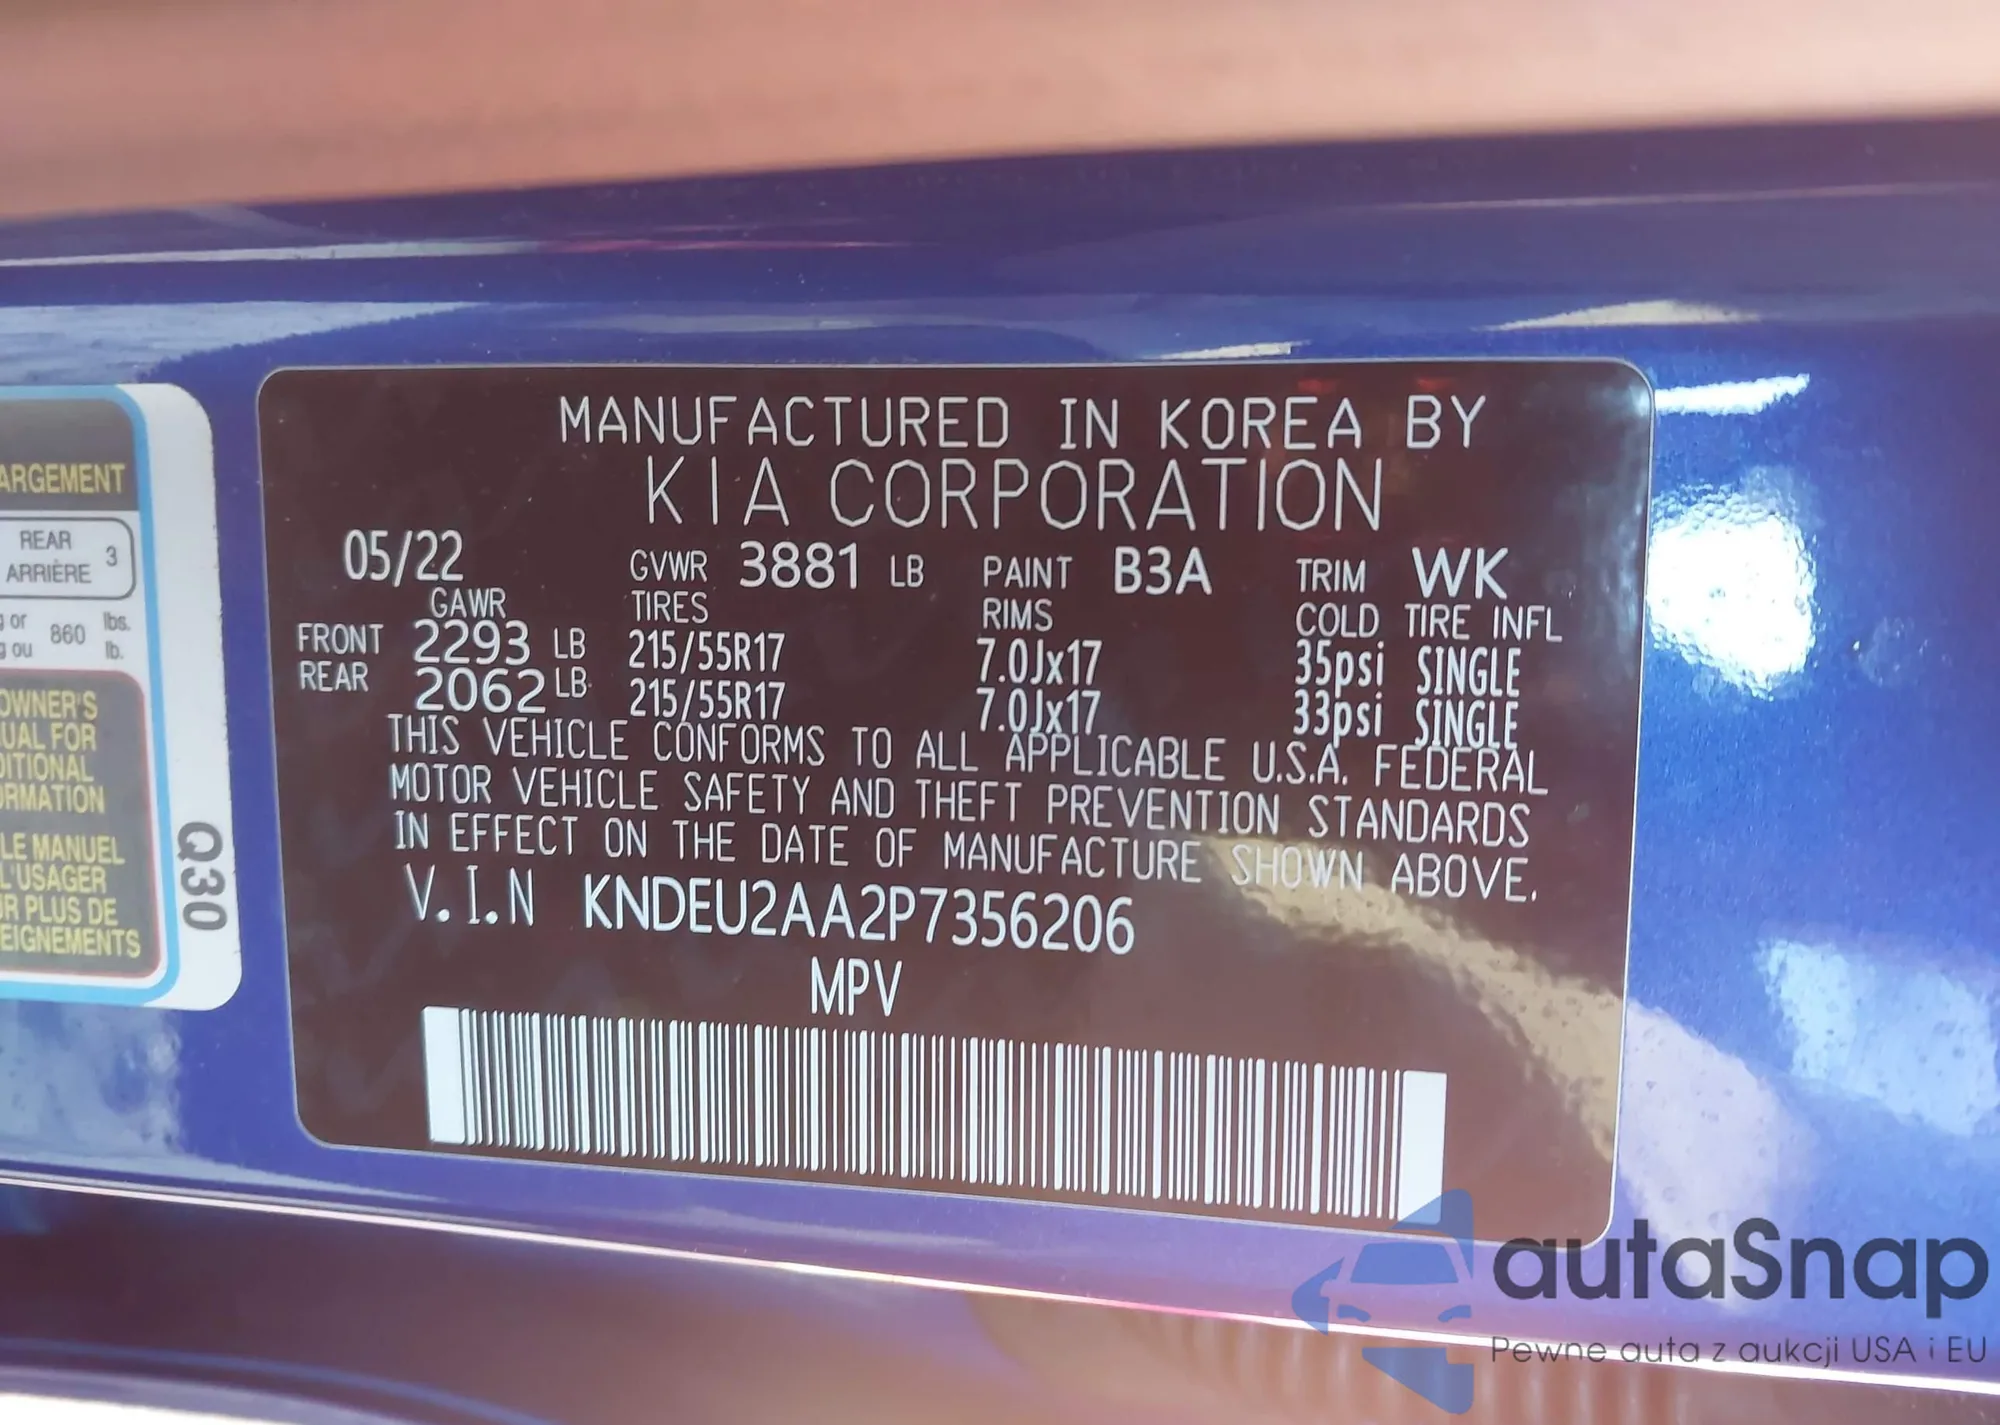 MANUFACTURED IN KOREA BY
KIA CORPORATION
05/22 GVWR 3881 LB PAINT B3A TRIM WK
GAWR TIRES RIMS COLD TIRE INFL
FRONT 2293 LB 215/55R17 7.0Jx17 35psi SINGLE
REAR 2062 LB 215/55R17 7.0Jx17 33psi SINGLE
THIS VEHICLE CONFORMS TO ALL APPLICABLE U.S.A. FEDERAL
MOTOR VEHICLE SAFETY AND THEFT PREVENTION STANDARDS
IN EFFECT ON THE DATE OF MANUFACTURE SHOWN ABOVE.
V.I.N KNDEU2AA2P7356206
MPV
ARGEMENT
REAR
ARRIÈRE 3
g or 860 lbs.
g ou lb.
OWNER'S
UAL FOR
DITIONAL
ORMATION
LE MANUEL
L'USAGER
R PLUS DE
EIGNEMENTS
Q30
autaSnap
Pewne auta z aukcji USA i EU